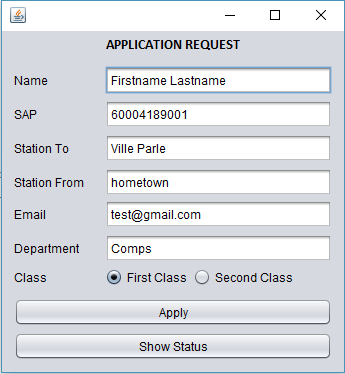 APPLICATION REQUEST
Name Firstname Lastname
SAP 60004189001
Station To Ville Parle
Station From hometown
Email test@gmail.com
Department Comps
Class First Class Second Class
Apply
Show Status